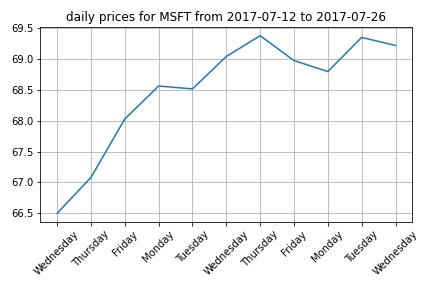 daily prices for MSFT from 2017-07-12 to 2017-07-26
69.5
69.0
68.5
68.0
67.5
67.0
66.5
Wednesday
Thursday
Friday
Monday
Tuesday
Wednesday
Thursday
Friday
Monday
Tuesday
Wednesday